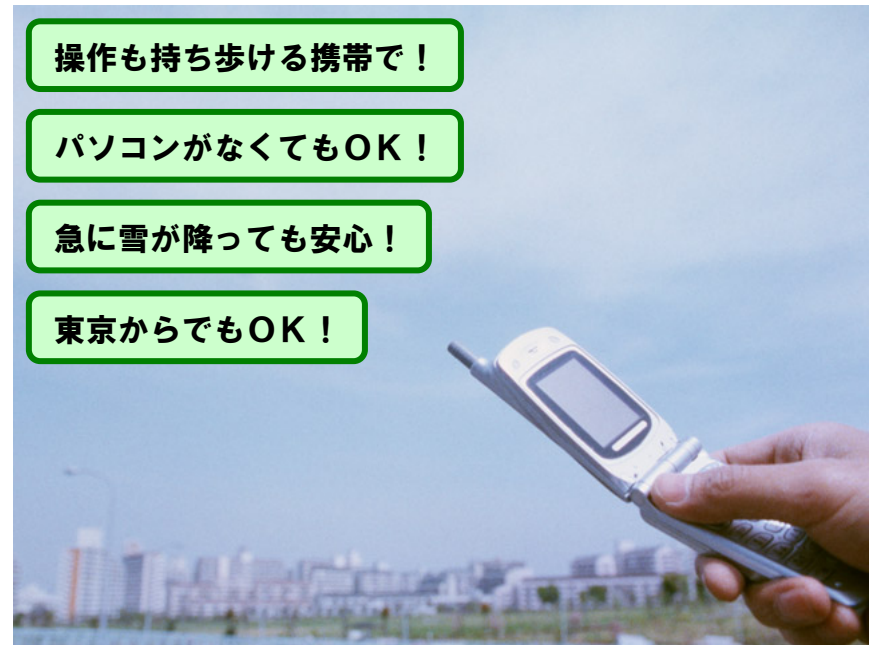 操作も持ち歩ける携帯で！
パソコンがなくてもＯＫ！
急に雪が降っても安心！
東京からでもＯＫ！